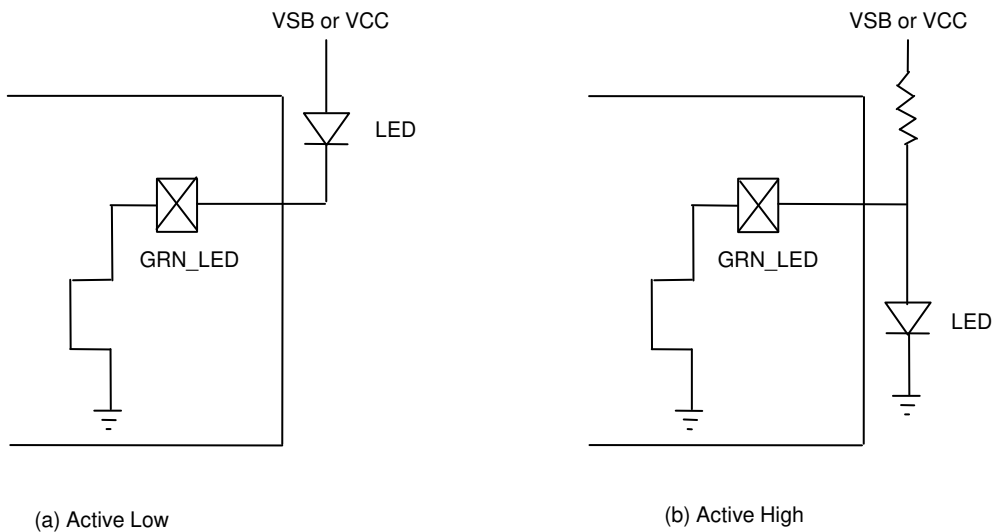 VSB or VCC
LED
GRN_LED
(a) Active Low
VSB or VCC
GRN_LED
LED
(b) Active High